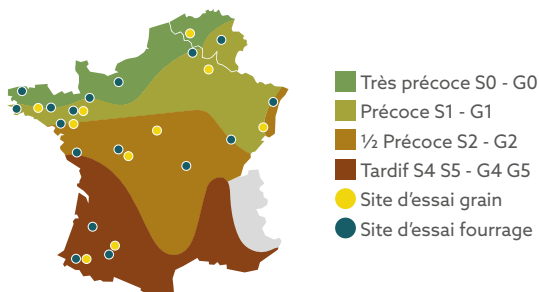 Très précoce S0 - G0
Précoce S1 - G1
½ Précoce S2 - G2
Tardif S4 S5 - G4 G5
Site d'essai grain
Site d'essai fourrage